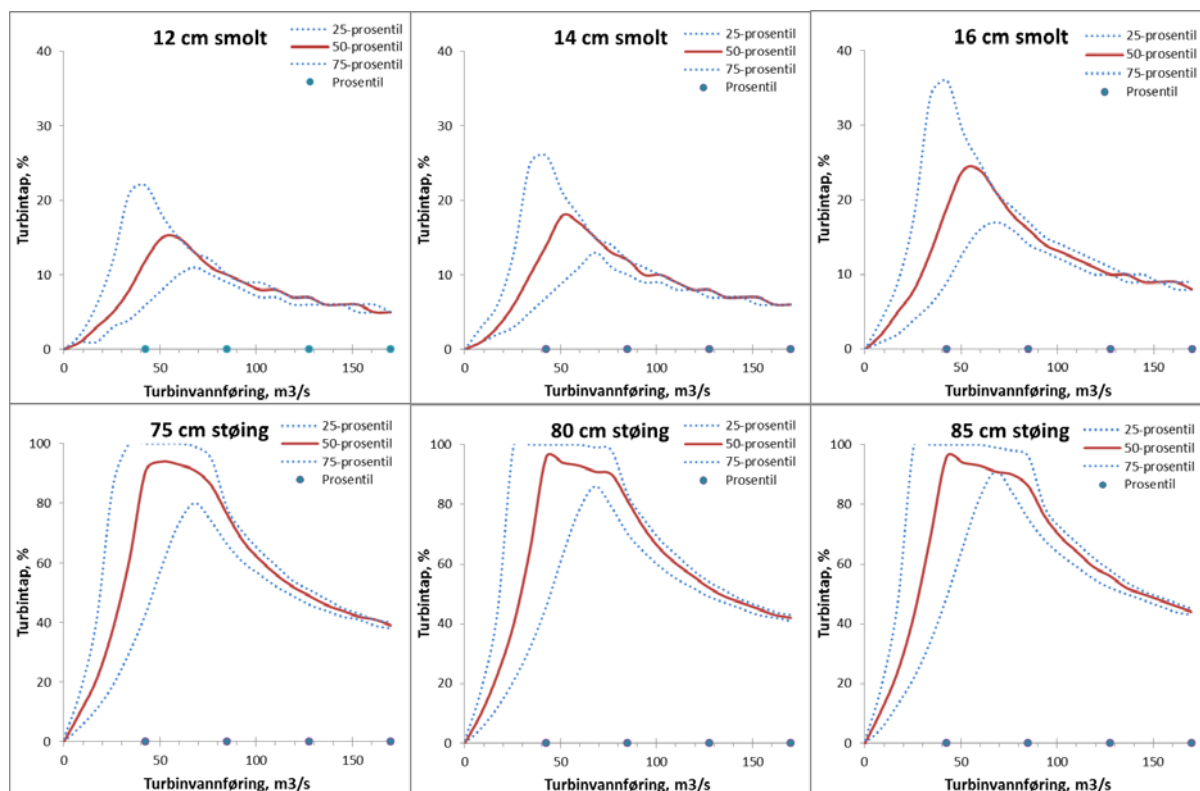 12 cm smolt
25-prosentil
50-prosentil
75-prosentil
Prosentil
40
30
20
10
0
Turbintap, %
0 50 100 150
Turbinvannføring, m3/s
14 cm smolt
25-prosentil
50-prosentil
75-prosentil
Prosentil
40
30
20
10
0
Turbintap, %
0 50 100 150
Turbinvannføring, m3/s
16 cm smolt
25-prosentil
50-prosentil
75-prosentil
Prosentil
40
30
20
10
0
Turbintap, %
0 50 100 150
Turbinvannføring, m3/s
75 cm støing
25-prosentil
50-prosentil
75-prosentil
Prosentil
100
80
60
40
20
0
Turbintap, %
0 50 100 150
Turbinvannføring, m3/s
80 cm støing
25-prosentil
50-prosentil
75-prosentil
Prosentil
100
80
60
40
20
0
Turbintap, %
0 50 100 150
Turbinvannføring, m3/s
85 cm støing
25-prosentil
50-prosentil
75-prosentil
Prosentil
100
80
60
40
20
0
Turbintap, %
0 50 100 150
Turbinvannføring, m3/s